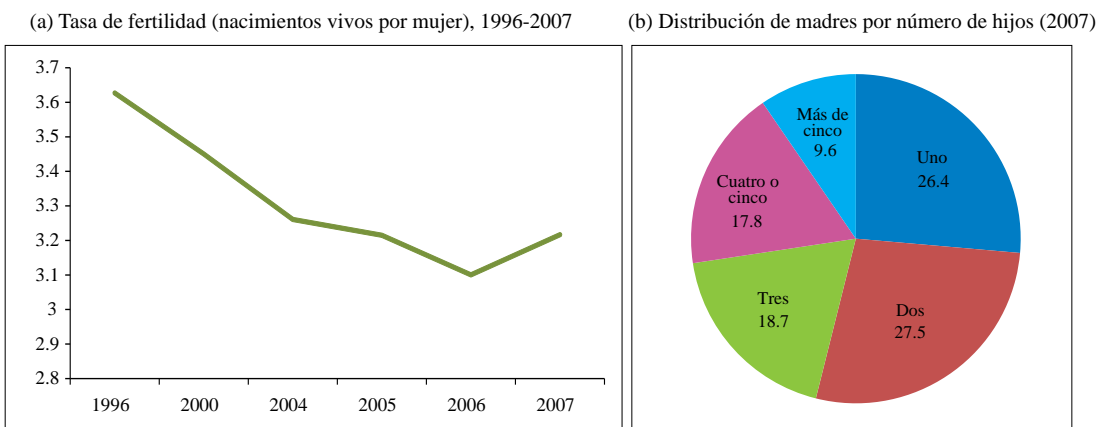 (a) Tasa de fertilidad (nacimientos vivos por mujer), 1996-2007
3.7
3.6
3.5
3.4
3.3
3.2
3.1
3
2.9
2.8
1996
2000
2004
2005
2006
2007
(b) Distribución de madres por número de hijos (2007)
Uno
26.4
Dos
27.5
Tres
18.7
Cuatro o
cinco
17.8
Más de
cinco
9.6